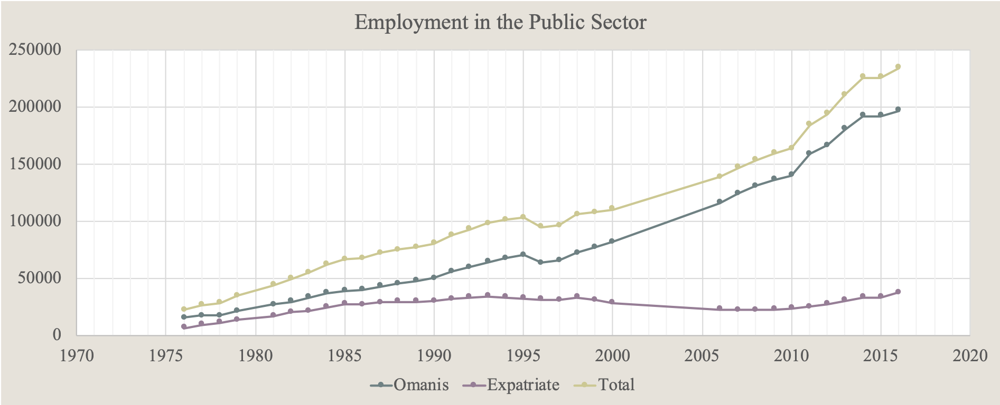 Employment in the Public Sector
250000
200000
150000
100000
50000
0
1970 1975 1980 1985 1990 1995 2000 2005 2010 2015 2020
Omanis Expatriate Total